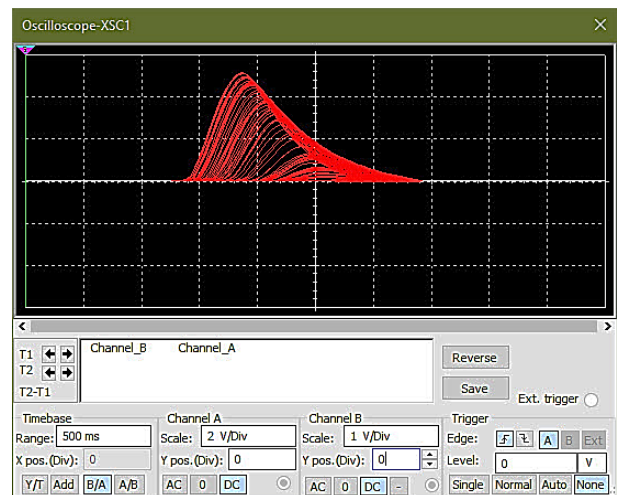 Oscilloscope-XSC1
Channel_B Channel_A
T1
T2
T2-T1
Reverse
Save
Ext. trigger
Timebase Channel A Channel B Trigger
Range: 500 ms Scale: 2 V/Div Scale: 1 V/Div Edge: A B Ext
X pos.(Div): 0 Y pos.(Div): 0 Y pos.(Div): 0 Level: 0 V
Y/T Add B/A A/B AC 0 DC AC 0 DC - Single Normal Auto None